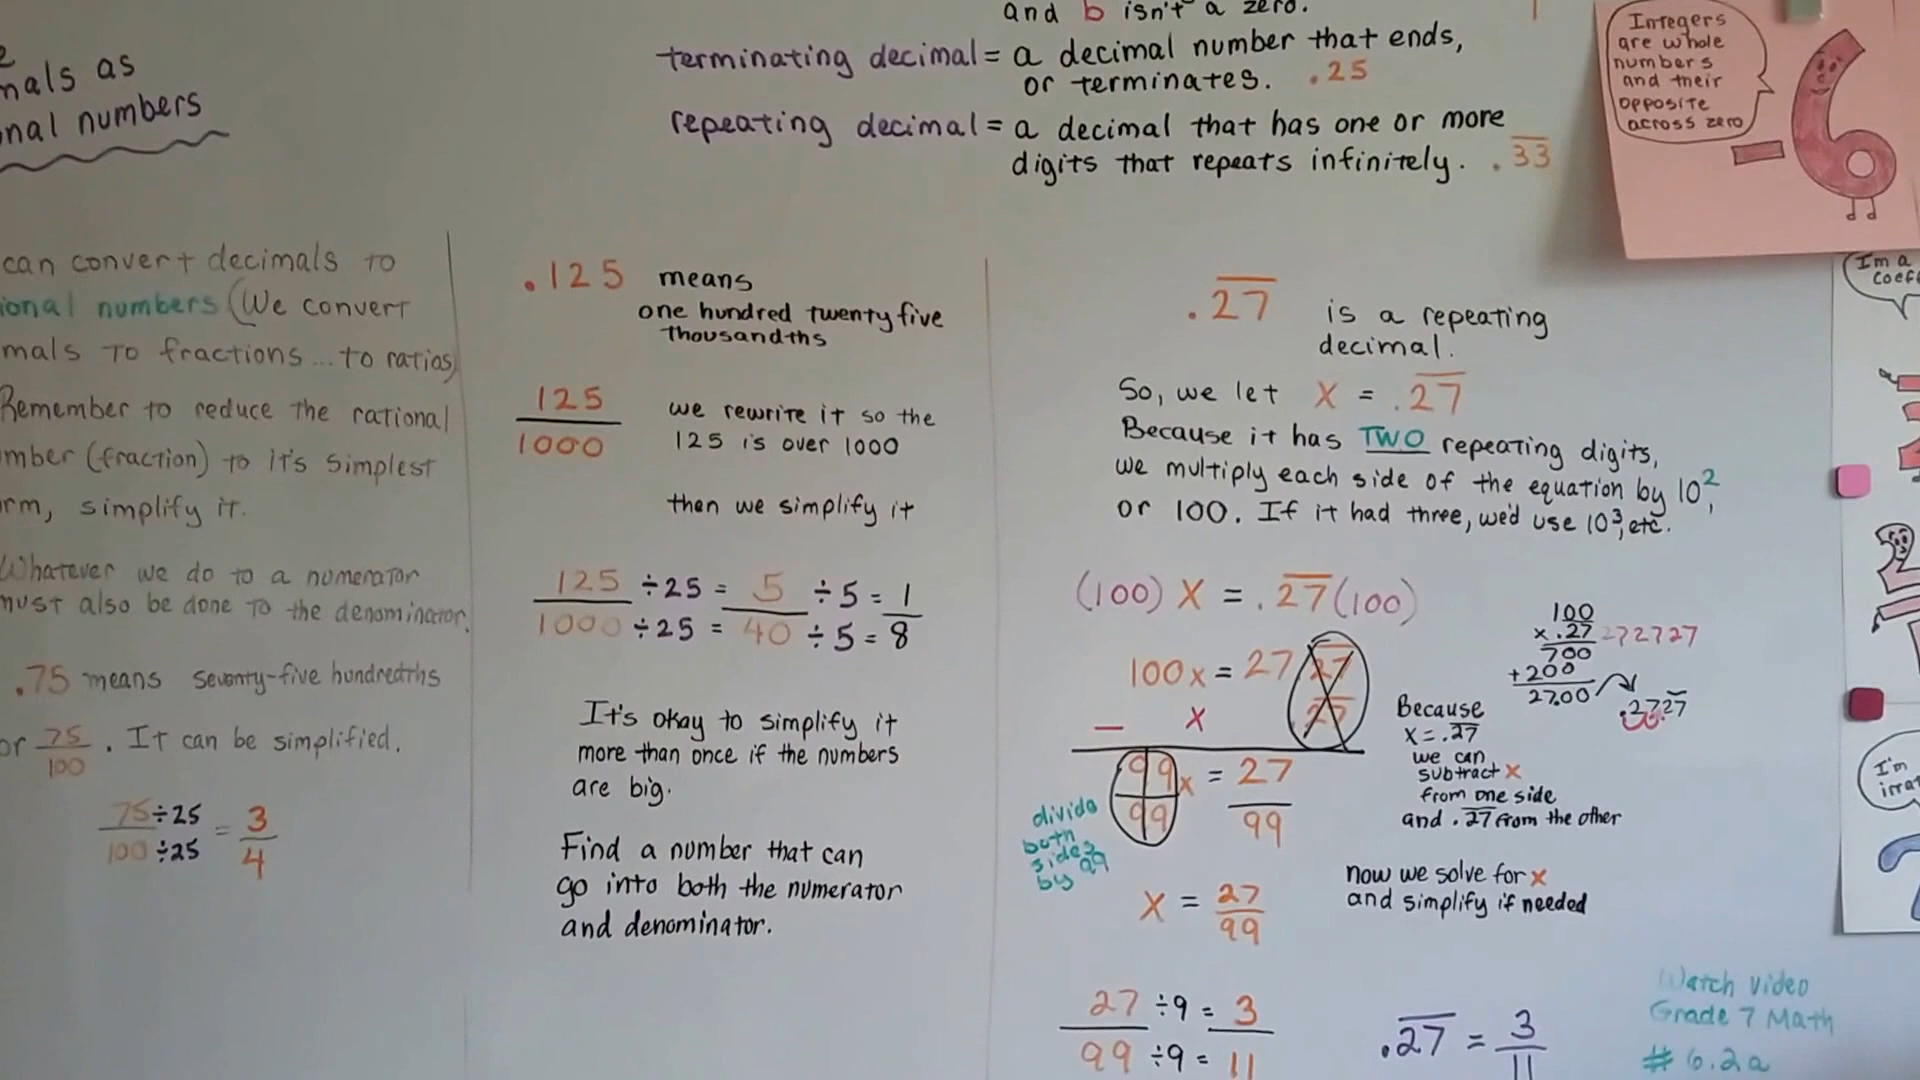 and b isn't a zero.
terminating decimal = a decimal number that ends,
or terminates. .25
repeating decimal = a decimal that has one or more
digits that repeats infinitely. .33
Integers
are whole
numbers
and their
opposite
across zero
-6
as
numbers
can convert decimals to
numbers (We convert
to fractions... to ratios)
Remember to reduce the rational
(fraction) to it's simplest
simplify it.
Whatever we do to a numerator
must also be done to the denominator.
.75 means seventy-five hundredths
or 75/100. It can be simplified.
75÷25 / 100÷25 = 3/4
.125 means
one hundred twenty five
thousandths
125/1000 we rewrite it so the
125 is over 1000
then we simplify it
125 ÷25 = 5 ÷5 = 1
1000 ÷25 = 40 ÷5 = 8
It's okay to simplify it
more than once if the numbers
are big.
Find a number that can
go into both the numerator
and denominator.
.27 is a repeating
decimal.
So, we let X = .27
Because it has TWO repeating digits,
we multiply each side of the equation by 10²,
or 100. If it had three, we'd use 10³, etc.
(100) X = .27 (100)
100x = 27 27
- x 27
99x = 27
99 99
divide
both
sides
by 99
X = 27/99
100
x .27 272727
700
+200
2700
.2727
Because
x = .27
we can
subtract x
from one side
and .27 from the other
now we solve for x
and simplify if needed
27 ÷9 = 3
99 ÷9 = 11
.27 = 3/11
Watch video
Grade 7 Math
# 6.2a
I'm a
I'm